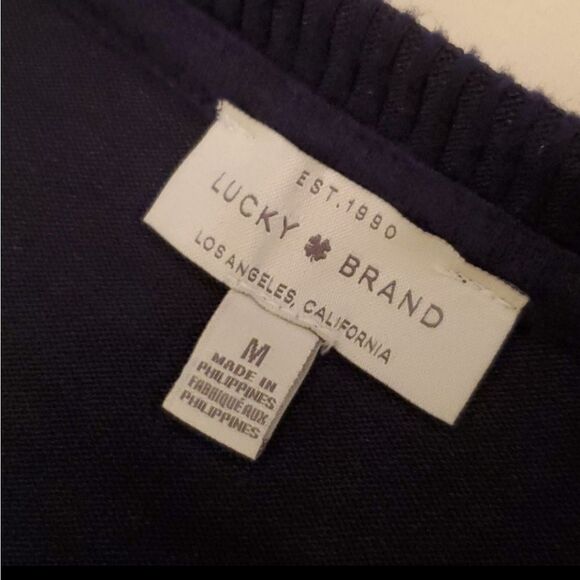 EST.1990
LUCKY BRAND
LOS ANGELES, CALIFORNIA
M
MADE IN
PHILIPPINES
FABRIQUÉ AUX
PHILIPPINES